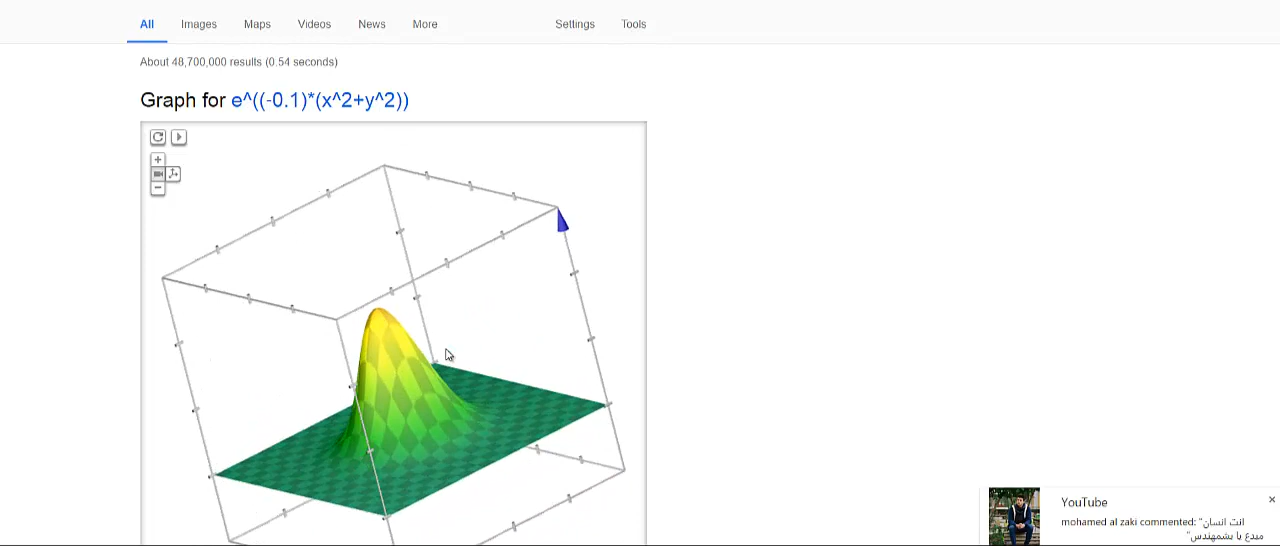 All Images Maps Videos News More Settings Tools
About 48,700,000 results (0.54 seconds)
Graph for e^((-0.1)*(x^2+y^2))
YouTube
mohamed al zaki commented: "انت انسان
مبدع يا بشمهندس"